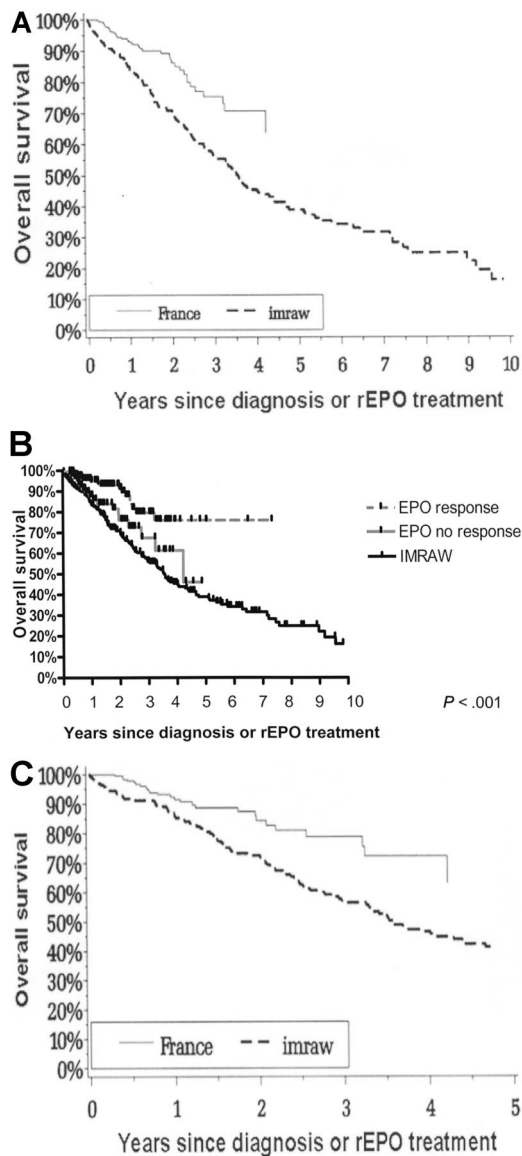 A
Overall survival
100%
90%
80%
70%
60%
50%
40%
30%
20%
10%
0%
France imraw
0 1 2 3 4 5 6 7 8 9 10
Years since diagnosis or rEPO treatment
B
Overall survival
100%
90%
80%
70%
60%
50%
40%
30%
20%
10%
0%
EPO response
EPO no response
IMRAW
0 1 2 3 4 5 6 7 8 9 10
P < .001
Years since diagnosis or rEPO treatment
C
Overall survival
100%
90%
80%
70%
60%
50%
40%
30%
20%
10%
0%
France imraw
0 1 2 3 4 5
Years since diagnosis or rEPO treatment